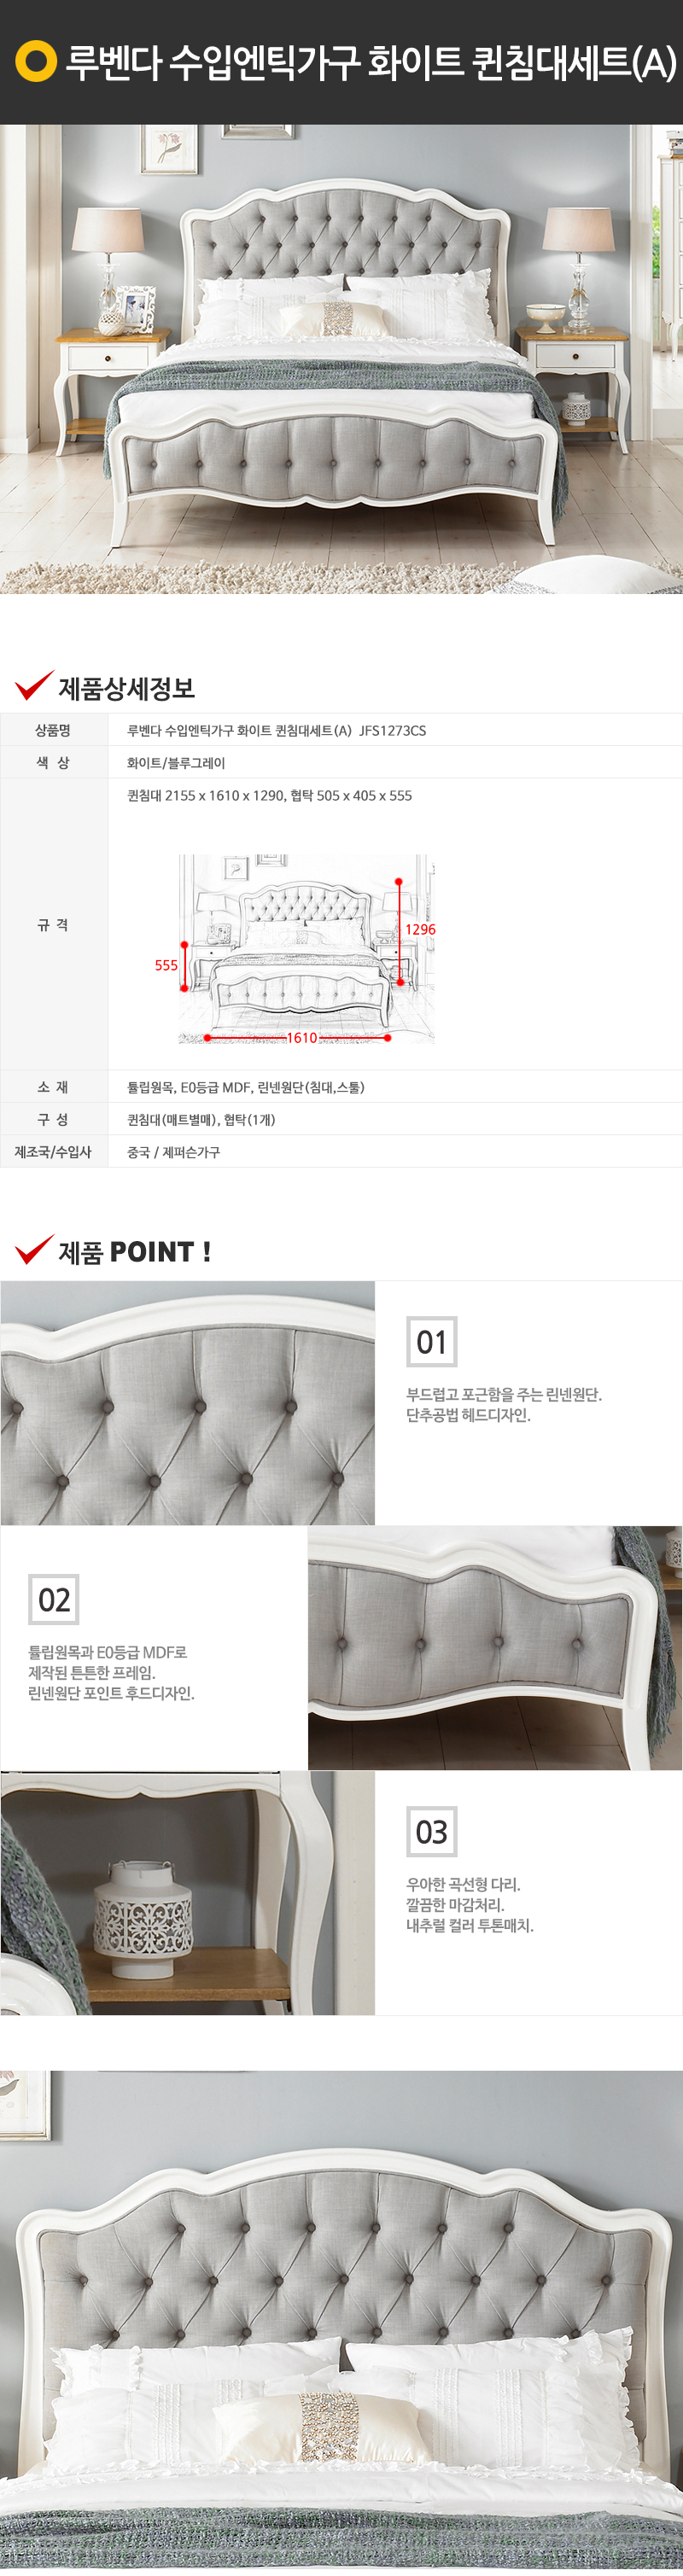 루벤다 수입엔틱가구 화이트 퀸침대세트(A)
제품상세정보
상품명 루벤다 수입엔틱가구 화이트 퀸침대세트(A) JFS1273CS
색 상 화이트/블루그레이
규 격 퀸침대 2155 x 1610 x 1290, 협탁 505 x 405 x 555
1296
555
1610
소 재 튤립원목, E0등급 MDF, 린넨원단(침대,스툴)
구 성 퀸침대(매트별매), 협탁(1개)
제조국/수입사 중국 / 제퍼슨가구
제품 POINT !
01
부드럽고 포근함을 주는 린넨원단.
단추공법 헤드디자인.
02
튤립원목과 E0등급 MDF로
제작된 튼튼한 프레임.
린넨원단 포인트 후드디자인.
03
우아한 곡선형 다리.
깔끔한 마감처리.
내추럴 컬러 투톤매치.